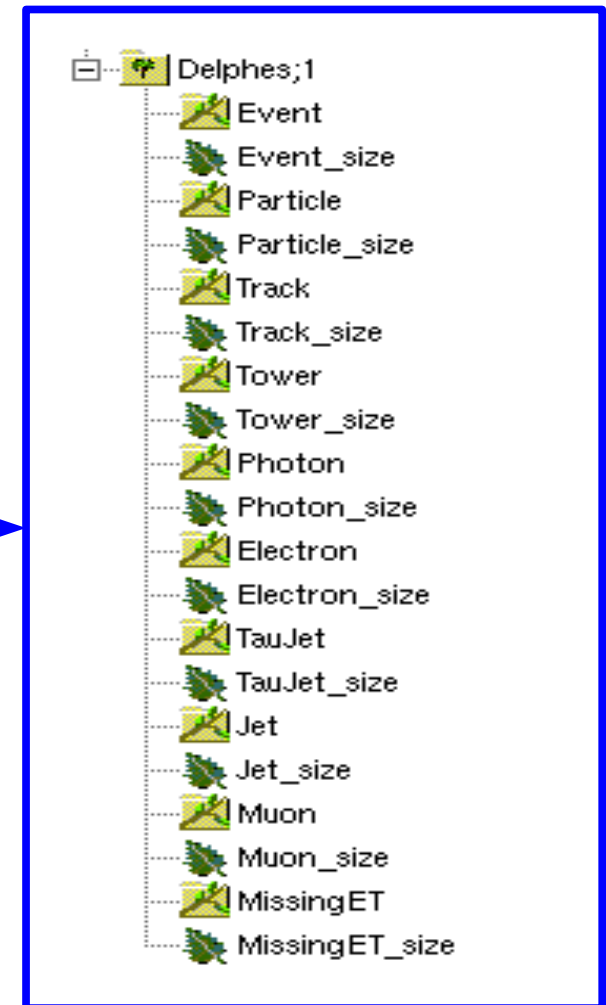 Delphes;1
Event
Event_size
Particle
Particle_size
Track
Track_size
Tower
Tower_size
Photon
Photon_size
Electron
Electron_size
TauJet
TauJet_size
Jet
Jet_size
Muon
Muon_size
MissingET
MissingET_size